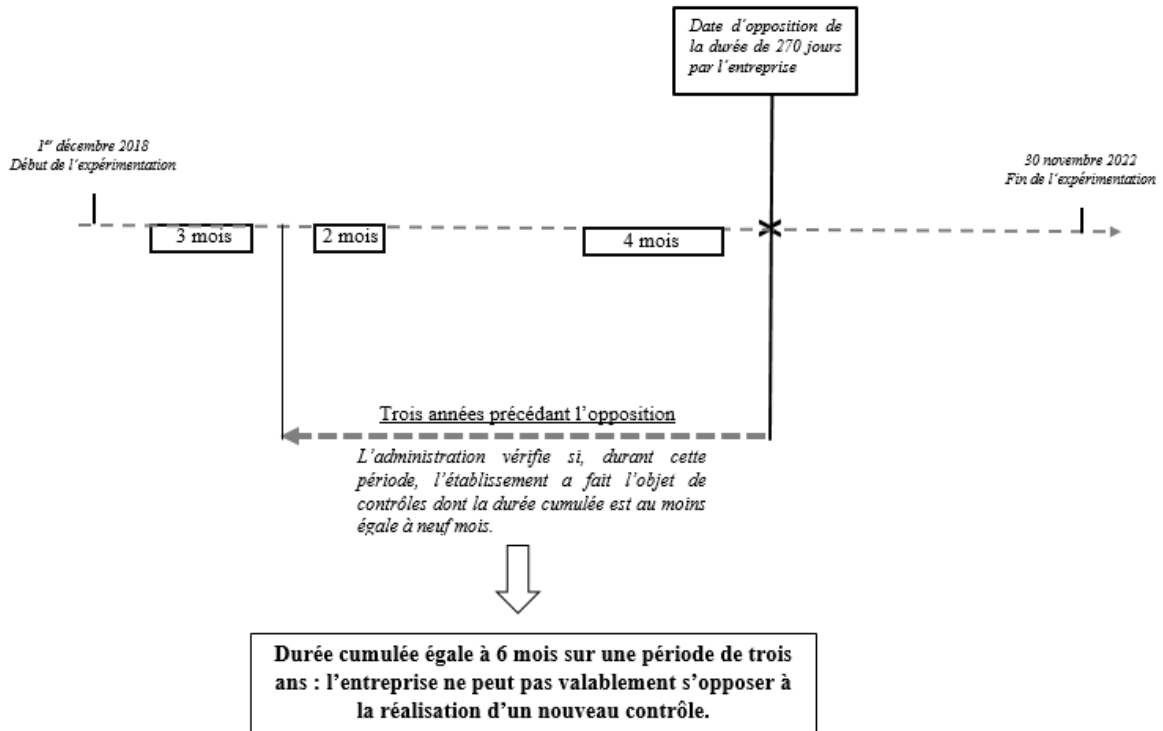 Date d'opposition de
la durée de 270 jours
par l'entreprise
1er décembre 2018
Début de l'expérimentation
30 novembre 2022
Fin de l'expérimentation
3 mois
2 mois
4 mois
Trois années précédant l'opposition
L'administration vérifie si, durant cette
période, l'établissement a fait l'objet de
contrôles dont la durée cumulée est au moins
égale à neuf mois.
Durée cumulée égale à 6 mois sur une période de trois
ans : l'entreprise ne peut pas valablement s'opposer à
la réalisation d'un nouveau contrôle.